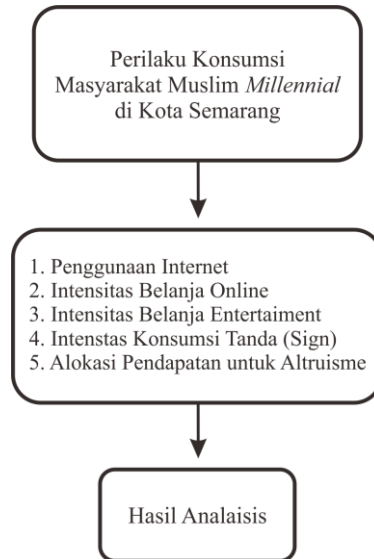 Perilaku Konsumsi
Masyarakat Muslim Millennial
di Kota Semarang
1. Penggunaan Internet
2. Intensitas Belanja Online
3. Intensitas Belanja Entertaiment
4. Intenstas Konsumsi Tanda (Sign)
5. Alokasi Pendapatan untuk Altruisme
Hasil Analaisis